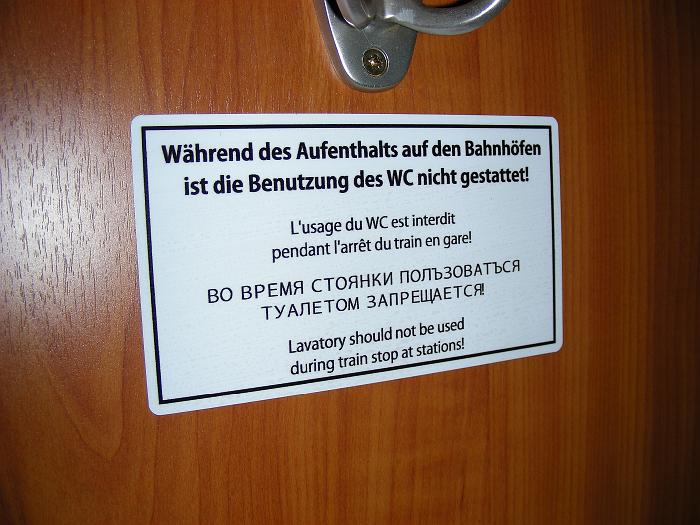 Während des Aufenthalts auf den Bahnhöfen
ist die Benutzung des WC nicht gestattet!
L'usage du WC est interdit
pendant l'arrêt du train en gare!
ВО ВРЕМЯ СТОЯНКИ ПОЛЪЗОВАТЪСЯ
ТУАЛЕТОМ ЗАПРЕЩАЕТСЯ!
Lavatory should not be used
during train stop at stations!